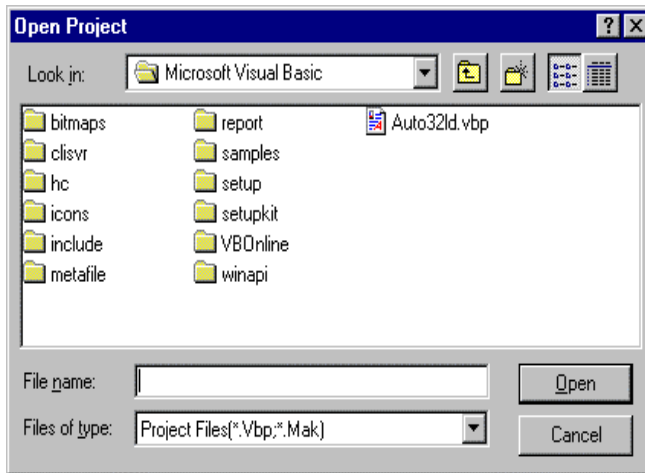 Open Project
Look in: Microsoft Visual Basic
bitmaps report Auto32ld.vbp
clisvr samples
hc setup
icons setupkit
include VBOnline
metafile winapi
File name: Open
Files of type: Project Files(*.Vbp;*.Mak) Cancel